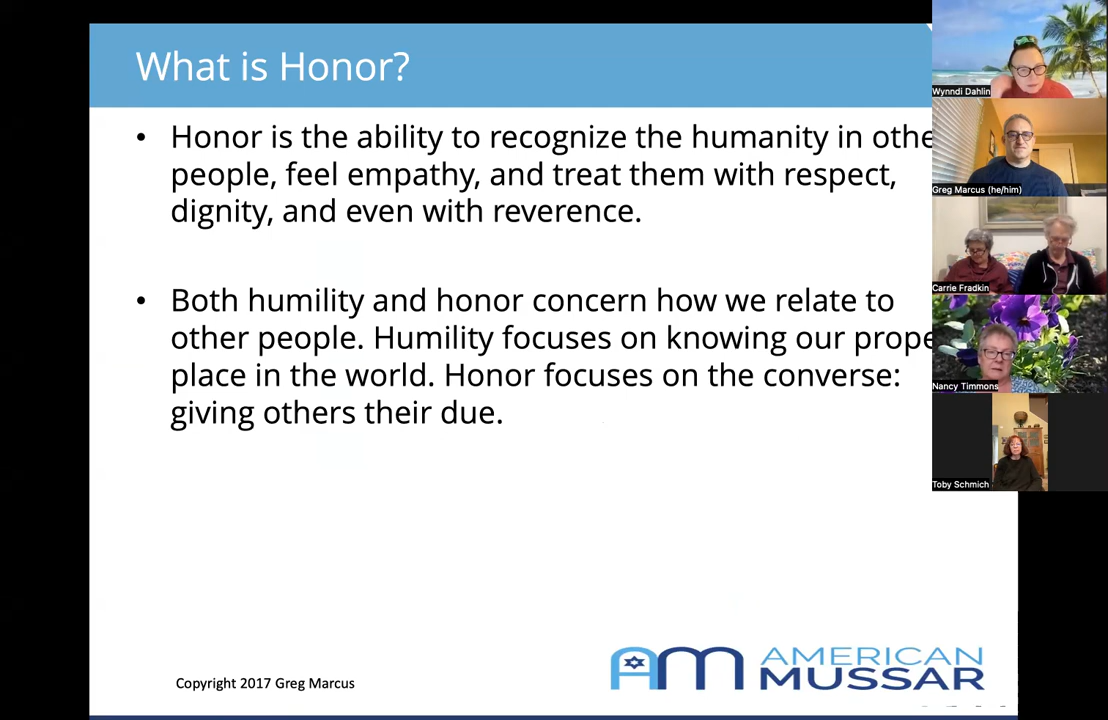 What is Honor?
• Honor is the ability to recognize the humanity in othe
people, feel empathy, and treat them with respect,
dignity, and even with reverence.
• Both humility and honor concern how we relate to
other people. Humility focuses on knowing our prope
place in the world. Honor focuses on the converse:
giving others their due.
Copyright 2017 Greg Marcus
AM AMERICAN
MUSSAR
Wynndi Dahlin
Greg Marcus (he/him)
Carrie Fradkin
Nancy Timmons
Toby Schmich